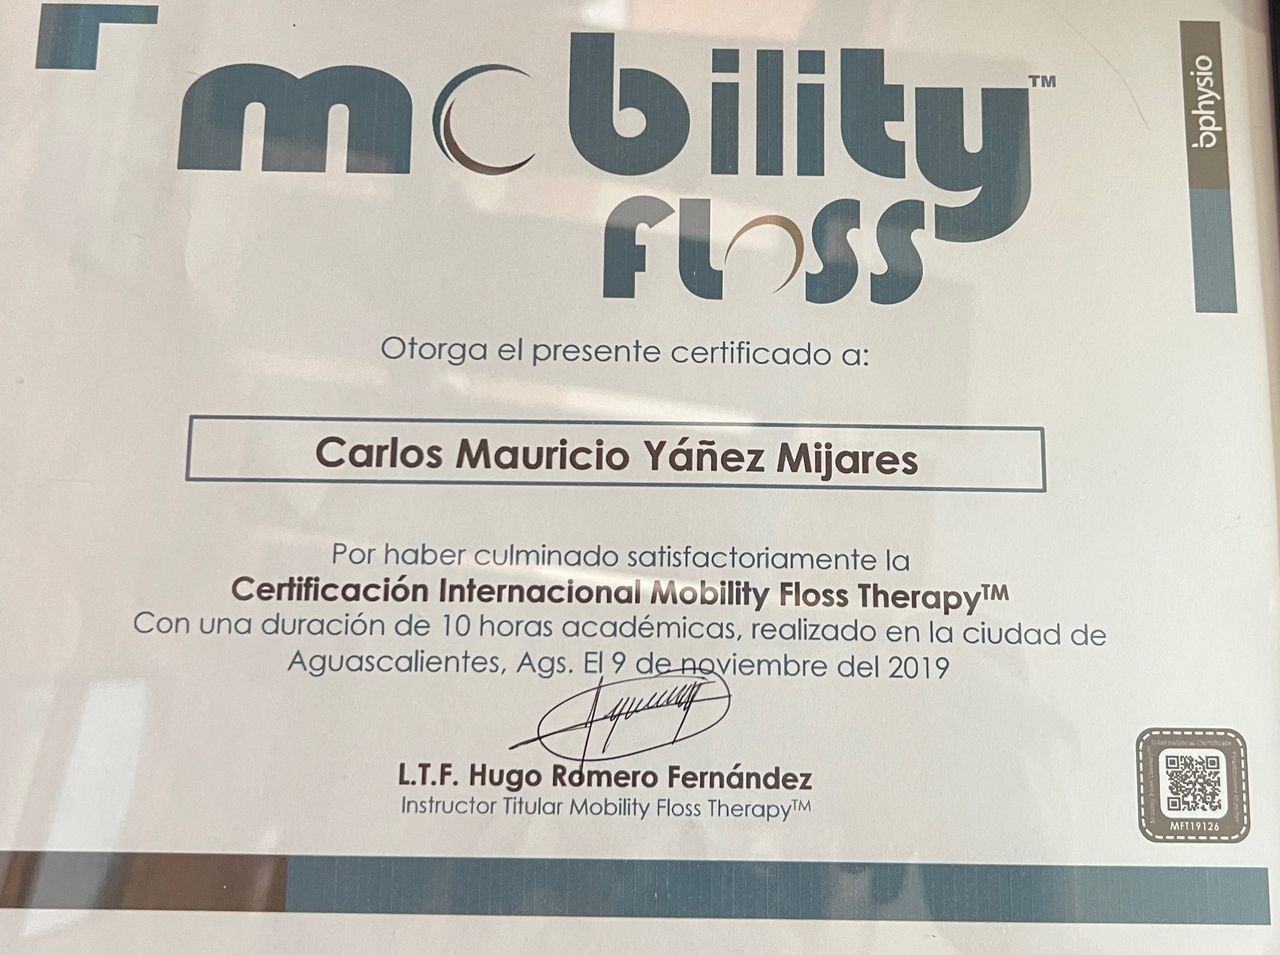 mobility™
Floss
bphysio
Otorga el presente certificado a:
Carlos Mauricio Yáñez Mijares
Por haber culminado satisfactoriamente la
Certificación Internacional Mobility Floss Therapy™
Con una duración de 10 horas académicas, realizado en la ciudad de
Aguascalientes, Ags. El 9 de noviembre del 2019
L.T.F. Hugo Romero Fernández
Instructor Titular Mobility Floss Therapy™
International Certificate
MFT19126